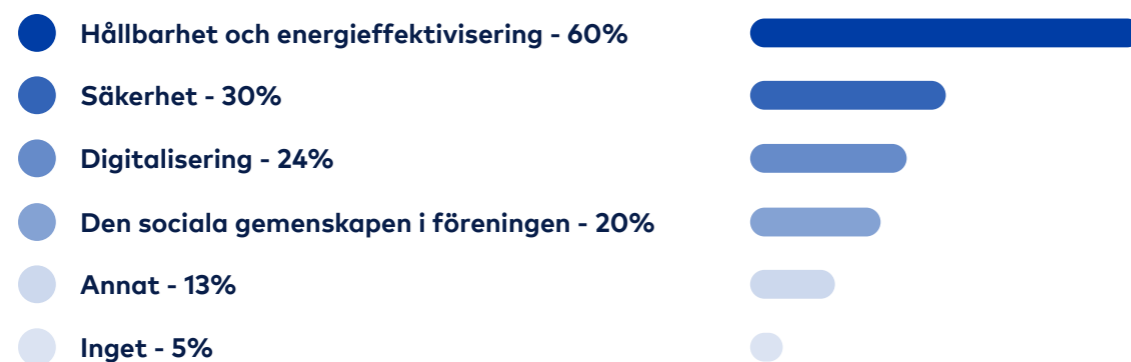 Hållbarhet och energieffektivisering - 60%
Säkerhet - 30%
Digitalisering - 24%
Den sociala gemenskapen i föreningen - 20%
Annat - 13%
Inget - 5%